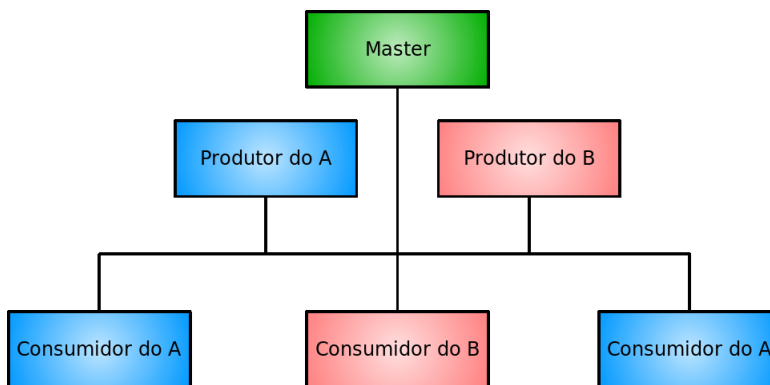 Master
Produtor do A
Produtor do B
Consumidor do A
Consumidor do B
Consumidor do A